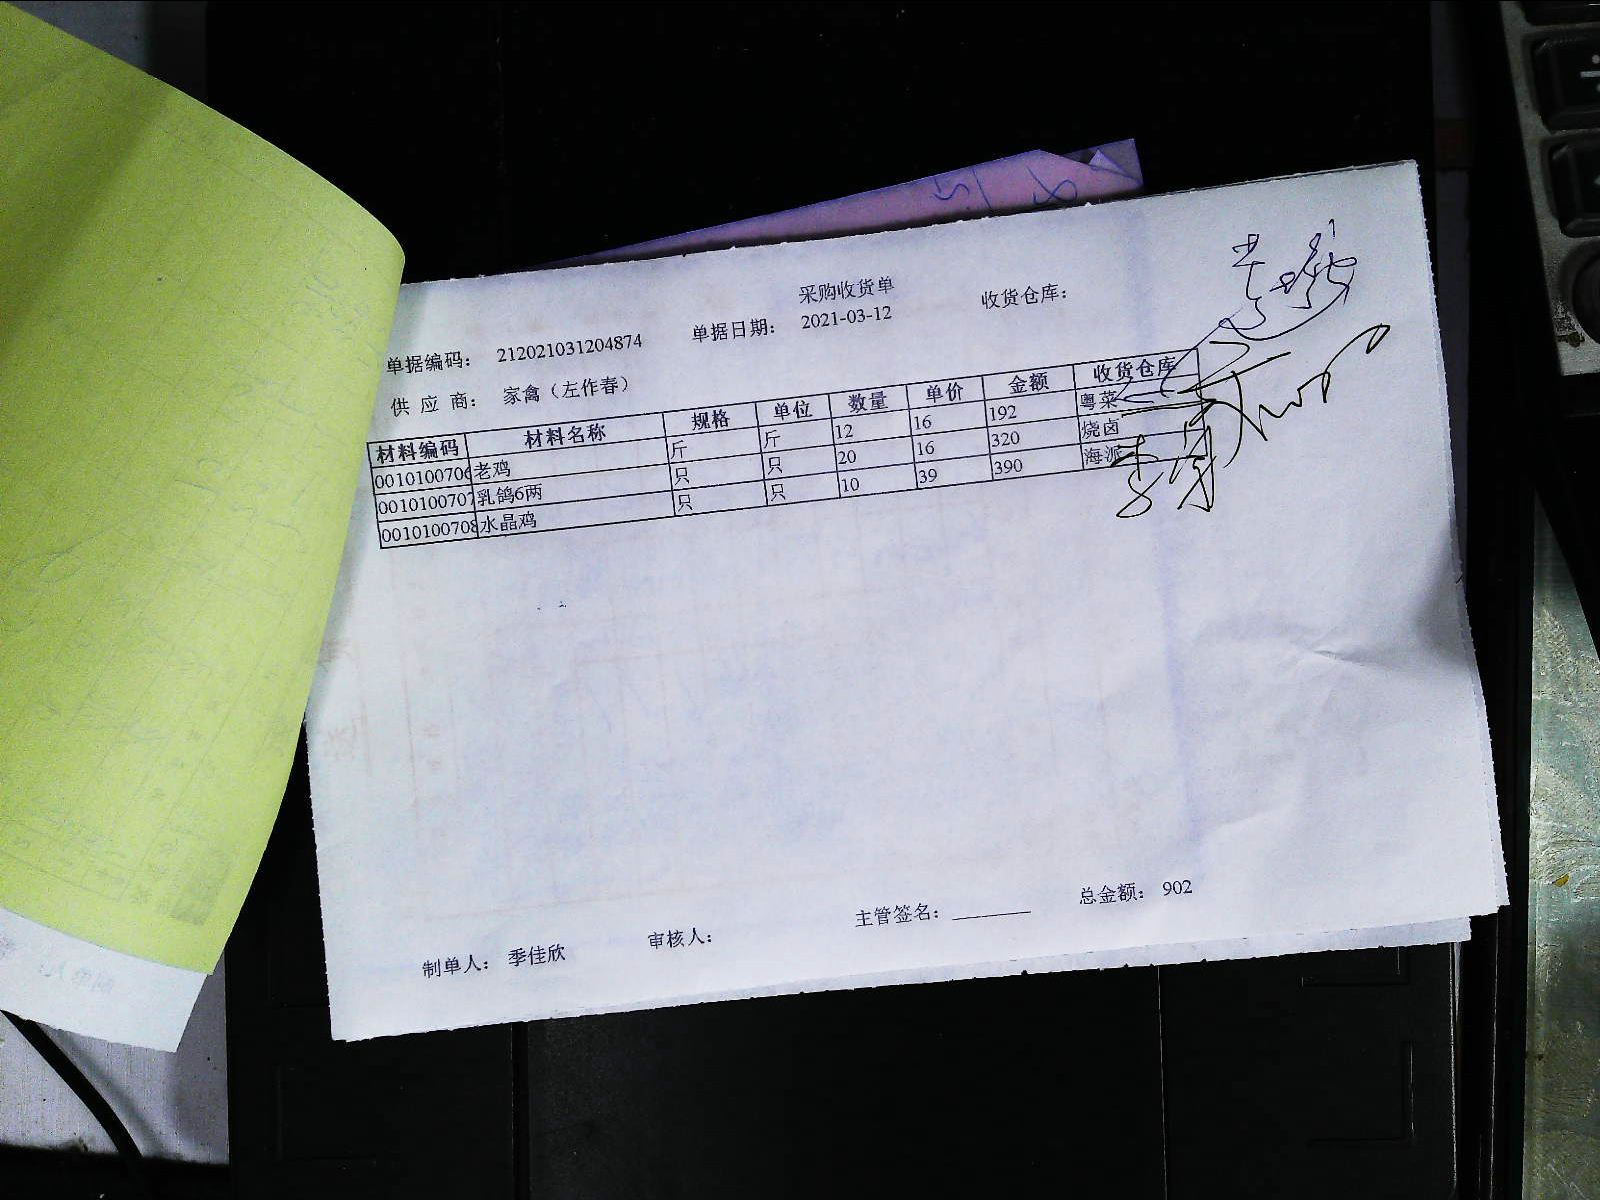 采购收货单
单据编码： 212021031204874 单据日期： 2021-03-12 收货仓库：
供 应 商： 家禽（左作春）
材料编码 材料名称 规格 单位 数量 单价 金额 收货仓库
0010100706 老鸡 斤 斤 12 16 192 粤菜
0010100707 乳鸽6两 只 只 20 16 320 烧卤
0010100708 水晶鸡 只 只 10 39 390 海派
制单人： 季佳欣 审核人： 主管签名： 总金额： 902